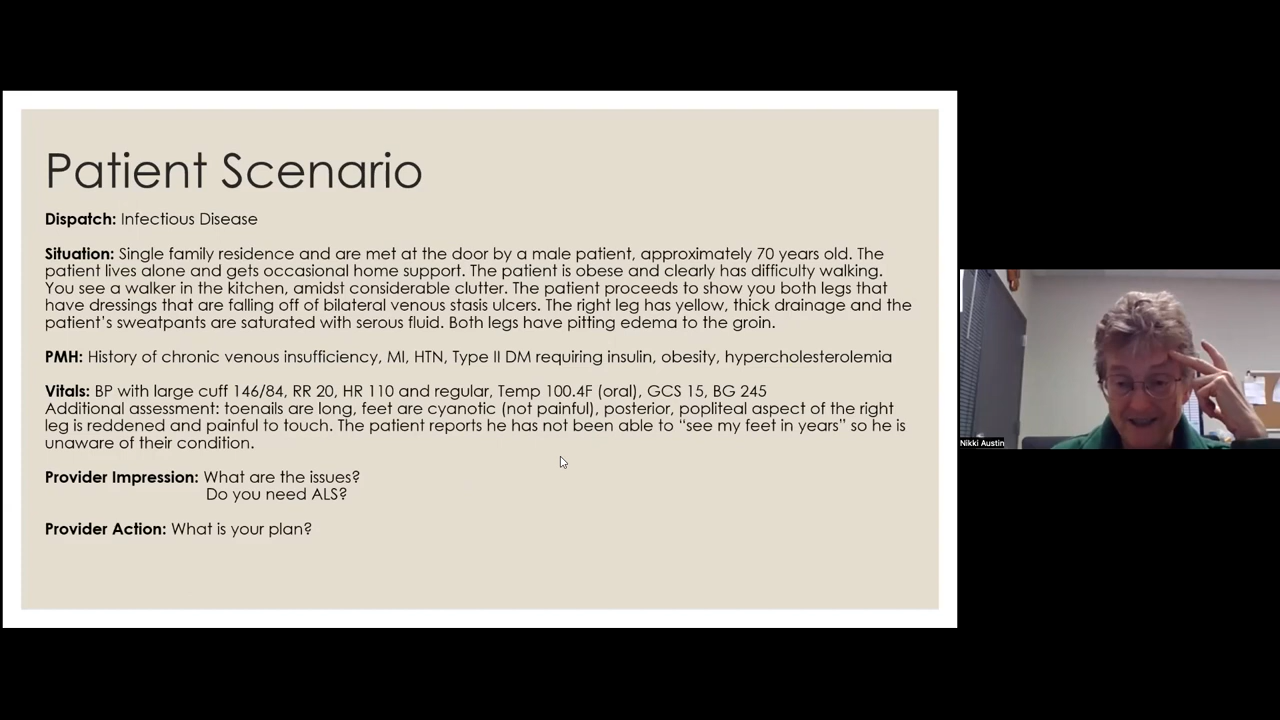 Patient Scenario
Dispatch: Infectious Disease
Situation: Single family residence and are met at the door by a male patient, approximately 70 years old. The
patient lives alone and gets occasional home support. The patient is obese and clearly has difficulty walking.
You see a walker in the kitchen, amidst considerable clutter. The patient proceeds to show you both legs that
have dressings that are falling off of bilateral venous stasis ulcers. The right leg has yellow, thick drainage and the
patient’s sweatpants are saturated with serous fluid. Both legs have pitting edema to the groin.
PMH: History of chronic venous insufficiency, MI, HTN, Type II DM requiring insulin, obesity, hypercholesterolemia
Vitals: BP with large cuff 146/84, RR 20, HR 110 and regular, Temp 100.4F (oral), GCS 15, BG 245
Additional assessment: toenails are long, feet are cyanotic (not painful), posterior, popliteal aspect of the right
leg is reddened and painful to touch. The patient reports he has not been able to “see my feet in years” so he is
unaware of their condition.
Provider Impression: What are the issues?
Do you need ALS?
Provider Action: What is your plan?
Nikki Austin